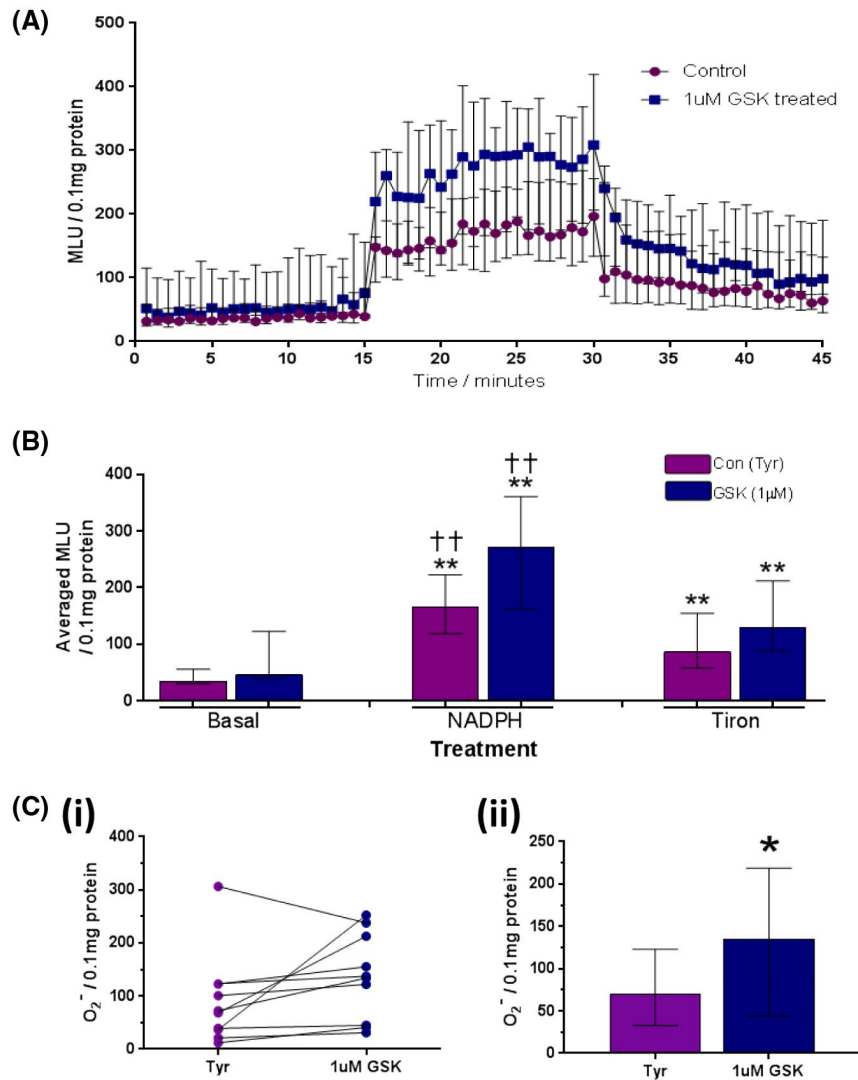 (A)
500
400
300
200
100
0
MLU / 0.1mg protein
0 5 10 15 20 25 30 35 40 45
Time / minutes
Control
1uM GSK treated
(B)
400
300
200
100
0
Averaged MLU
/ 0.1mg protein
††
**
††
**
**
**
Con (Tyr)
GSK (1µM)
Basal NADPH Tiron
Treatment
(C) (i)
400
300
200
100
0
O2- / 0.1mg protein
Tyr 1uM GSK
(ii)
250
200
150
100
50
0
O2- / 0.1mg protein
*
Tyr 1uM GSK